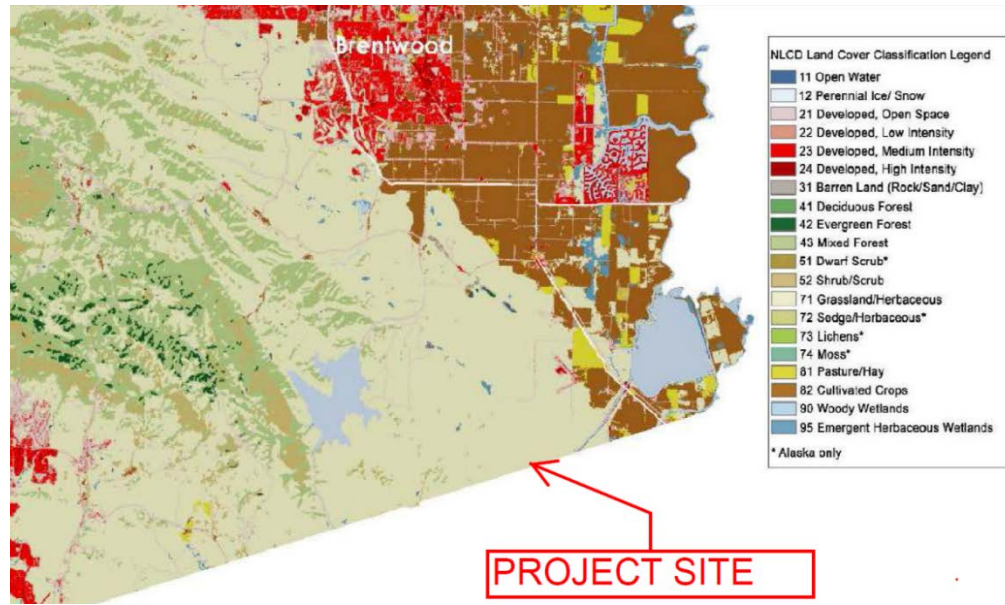 Brentwood
NLCD Land Cover Classification Legend
11 Open Water
12 Perennial Ice/ Snow
21 Developed, Open Space
22 Developed, Low Intensity
23 Developed, Medium Intensity
24 Developed, High Intensity
31 Barren Land (Rock/Sand/Clay)
41 Deciduous Forest
42 Evergreen Forest
43 Mixed Forest
51 Dwarf Scrub*
52 Shrub/Scrub
71 Grassland/Herbaceous
72 Sedge/Herbaceous*
73 Lichens*
74 Moss*
81 Pasture/Hay
82 Cultivated Crops
90 Woody Wetlands
95 Emergent Herbaceous Wetlands
* Alaska only
PROJECT SITE